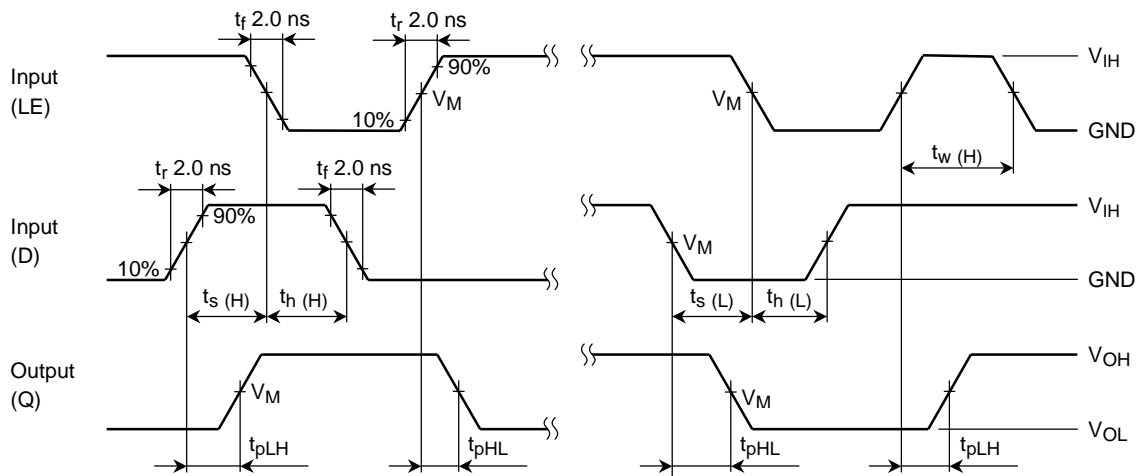 tf 2.0 ns
tr 2.0 ns
Input
(LE)
90%
VM
10%
VM
VIH
GND
tw (H)
tr 2.0 ns
tf 2.0 ns
Input
(D)
90%
10%
VM
VIH
GND
ts (H)
th (H)
ts (L)
th (L)
Output
(Q)
VM
VM
VOH
VOL
tpLH
tpHL
tpHL
tpLH